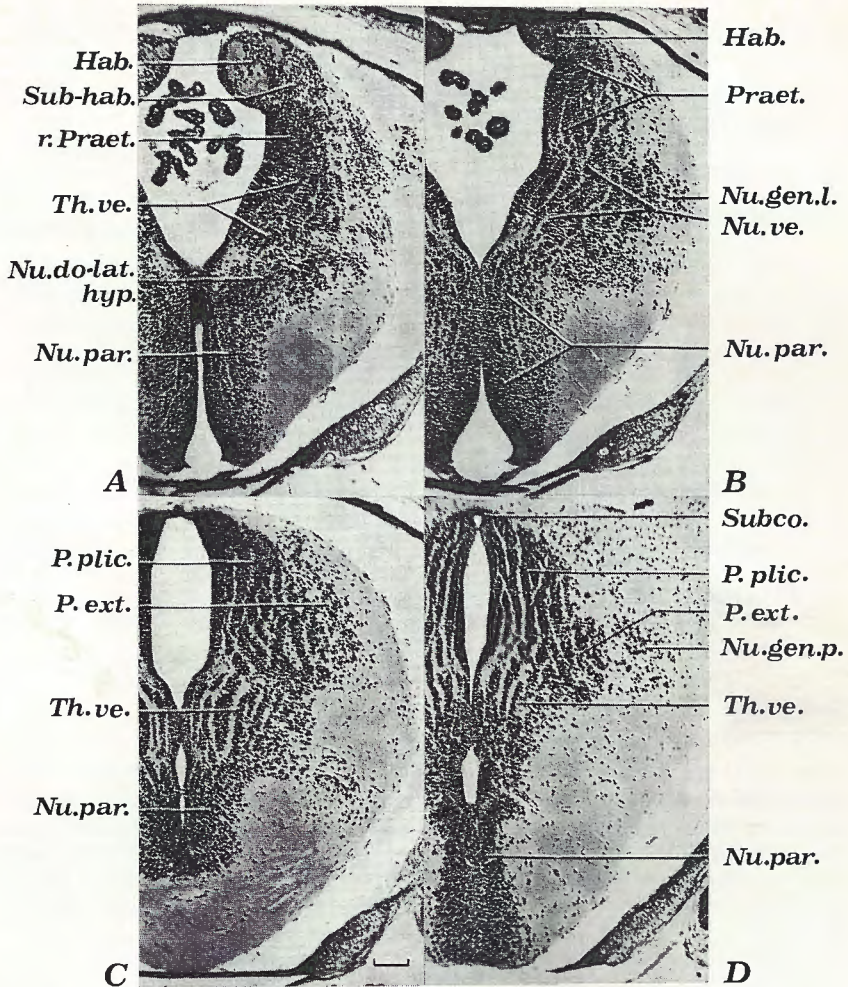 Hab.
Sub-hab.
r.Praet.
Th.ve.
Nu.do-lat.
hyp.
Nu.par.
A
Hab.
Praet.
Nu.gen.l.
Nu.ve.
Nu.par.
B
P.plic.
P.ext.
Th.ve.
Nu.par.
C
Subco.
P.plic.
P.ext.
Nu.gen.p.
Th.ve.
Nu.par.
D